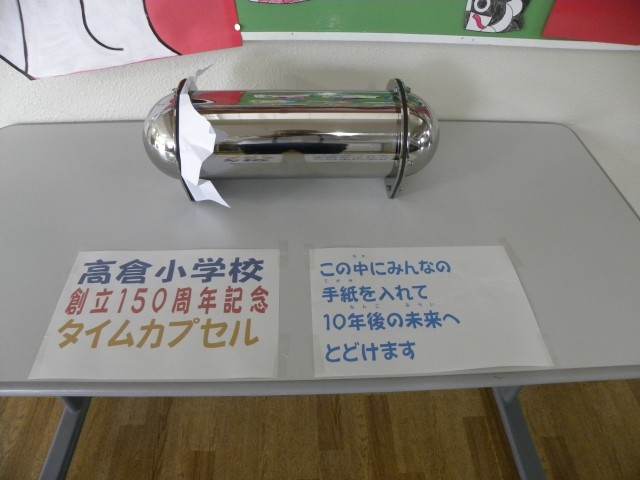 高倉小学校
創立150周年記念
タイムカプセル
この中にみんなの
手紙を入れて
10年後の未来へ
とどけます